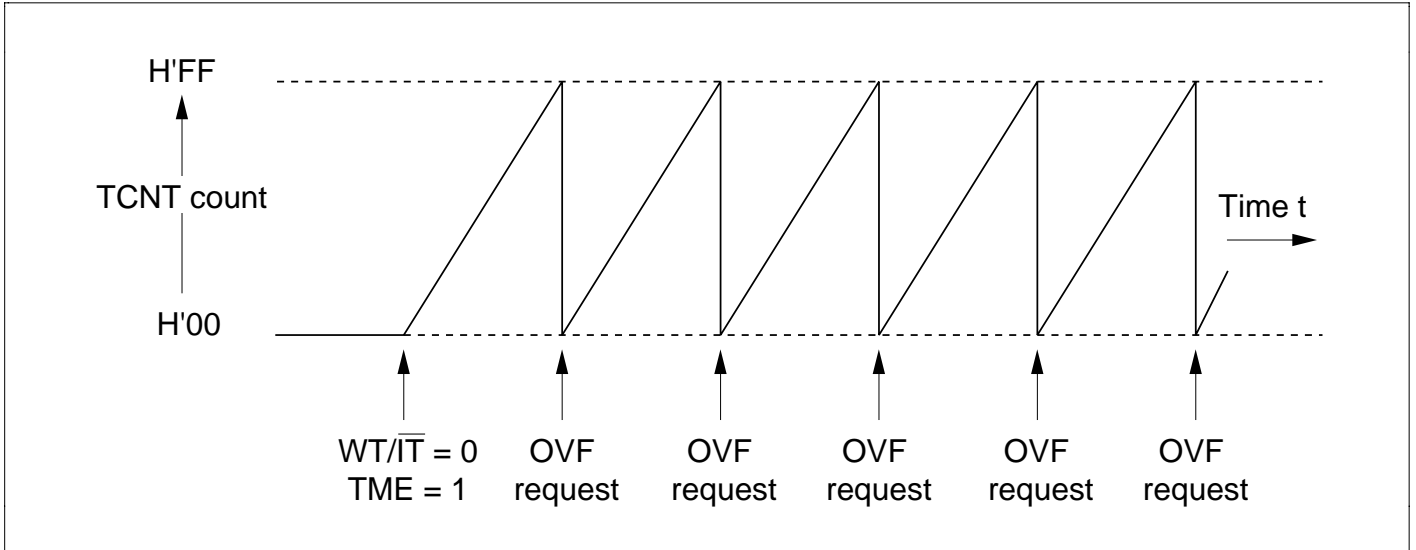 H'FF
TCNT count
Time t
H'00
WT/I̅T̅ = 0
TME = 1
OVF
request
OVF
request
OVF
request
OVF
request
OVF
request